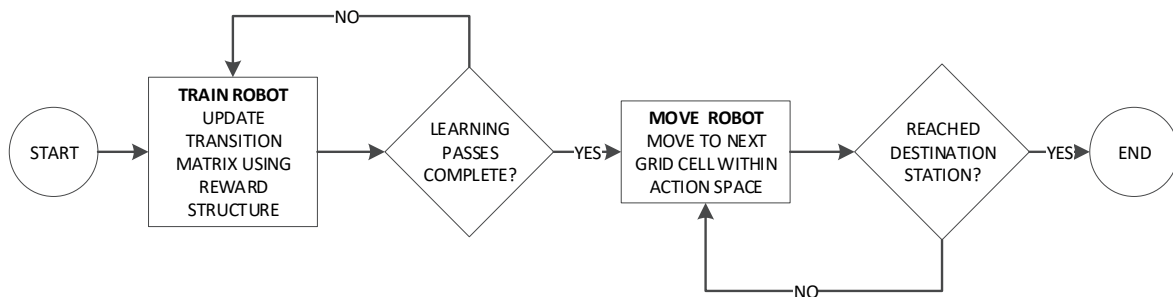 NO
START
TRAIN ROBOT
UPDATE
TRANSITION
MATRIX USING
REWARD
STRUCTURE
LEARNING
PASSES
COMPLETE?
YES
MOVE ROBOT
MOVE TO NEXT
GRID CELL WITHIN
ACTION SPACE
REACHED
DESTINATION
STATION?
YES
END
NO